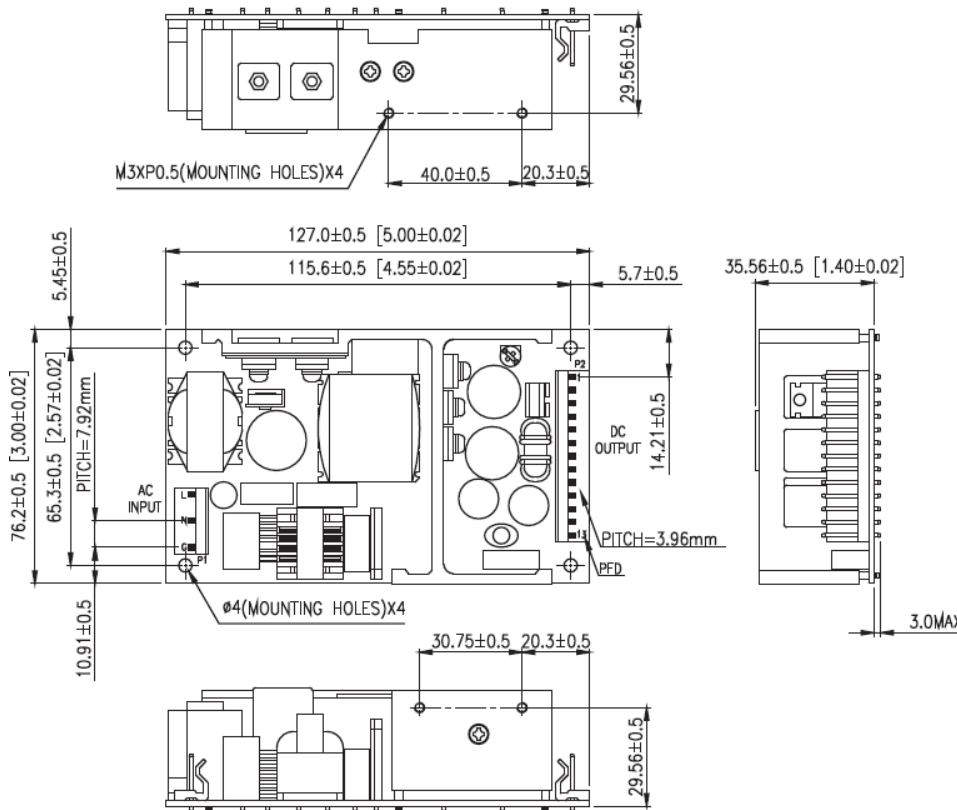 29.56±0.5
M3XP0.5(MOUNTING HOLES)X4
40.0±0.5
20.3±0.5
127.0±0.5 [5.00±0.02]
115.6±0.5 [4.55±0.02]
5.7±0.5
35.56±0.5 [1.40±0.02]
5.45±0.5
76.2±0.5 [3.00±0.02]
65.3±0.5 [2.57±0.02]
PITCH=7.92mm
10.91±0.5
AC
INPUT
L
N
G
P1
P2
1
13
DC
OUTPUT
14.21±0.5
PITCH=3.96mm
PFD
ø4(MOUNTING HOLES)X4
3.0MAX
30.75±0.5
20.3±0.5
29.56±0.5